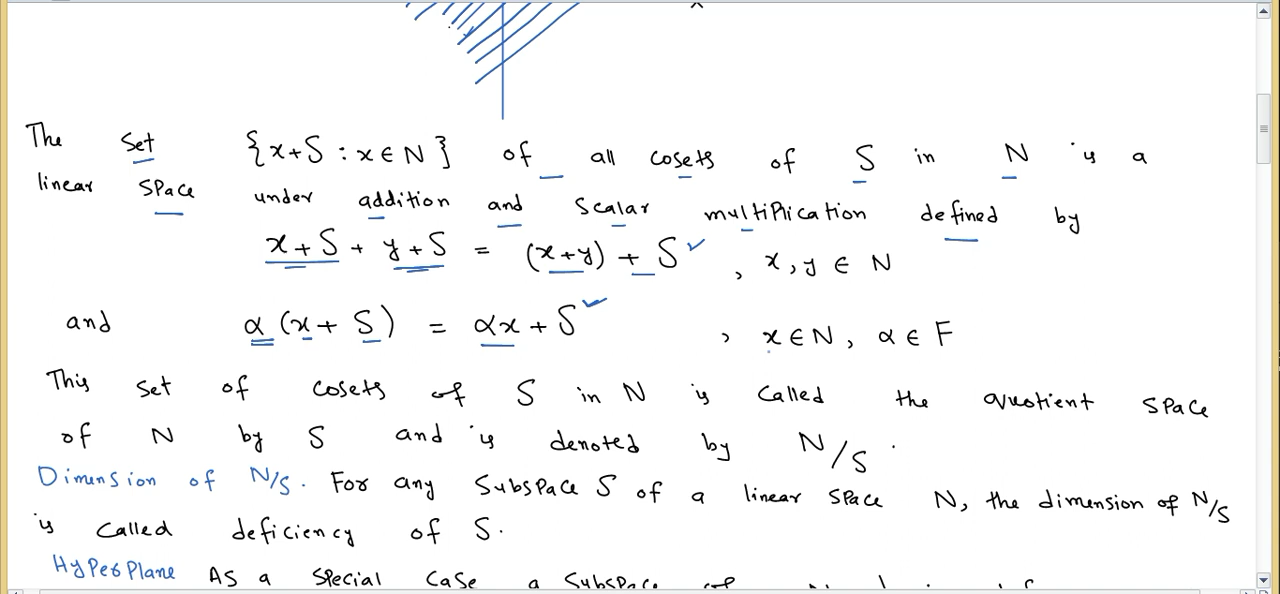 The Set {x+S : x ∈ N} of all cosets of S in N is a
linear space under addition and scalar multiplication defined by
x+S + y+S = (x+y) + S , x,y ∈ N
and α(x+S) = αx + S , x ∈ N, α ∈ F
This set of cosets of S in N is called the quotient space
of N by S and is denoted by N/S.
Dimension of N/S. For any Subspace S of a linear space N, the dimension of N/S
is called deficiency of S.
HyperPlane As a special case a Subspace of